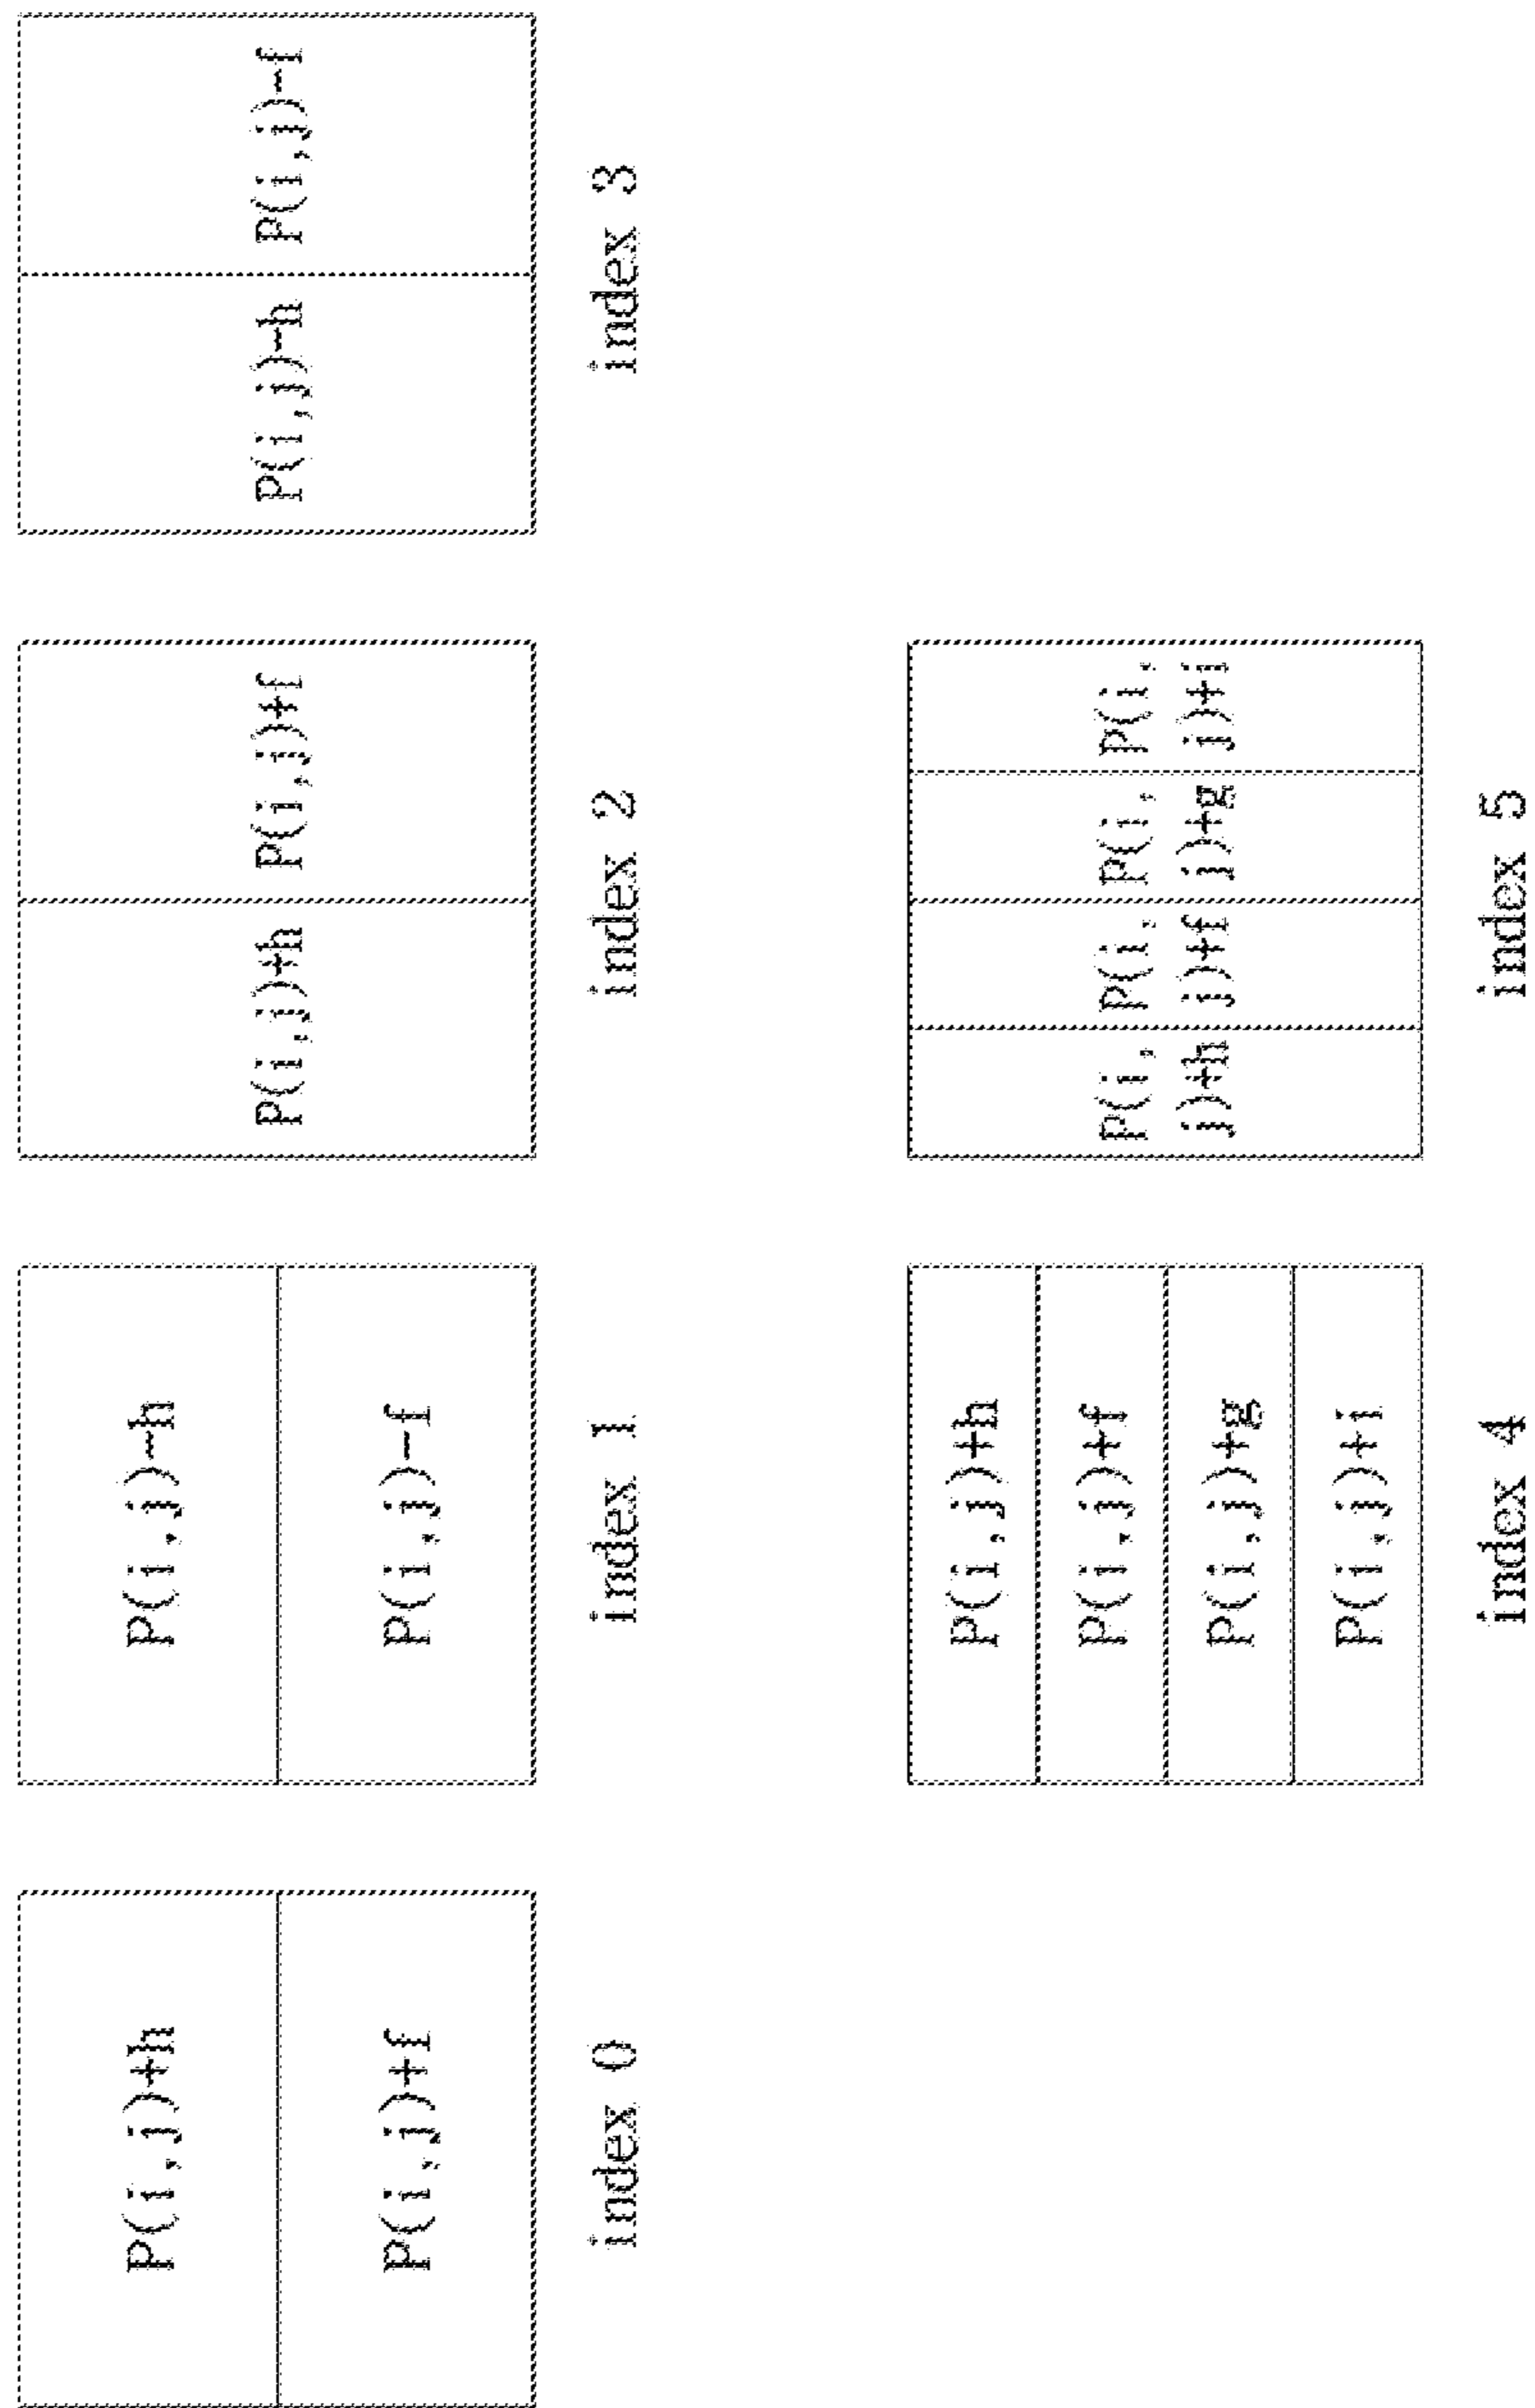 P(i,j)+h
P(i,j)+f
index 0
P(i,j)-h
P(i,j)-f
index 1
P(i,j)+h
P(i,j)+f
index 2
P(i,j)-h
P(i,j)-f
index 3
P(i,j)+h
P(i,j)+f
P(i,j)+g
P(i,j)+i
index 4
P(i,
j)+h
P(i,
j)+f
P(i,
j)+g
P(i,
j)+i
index 5